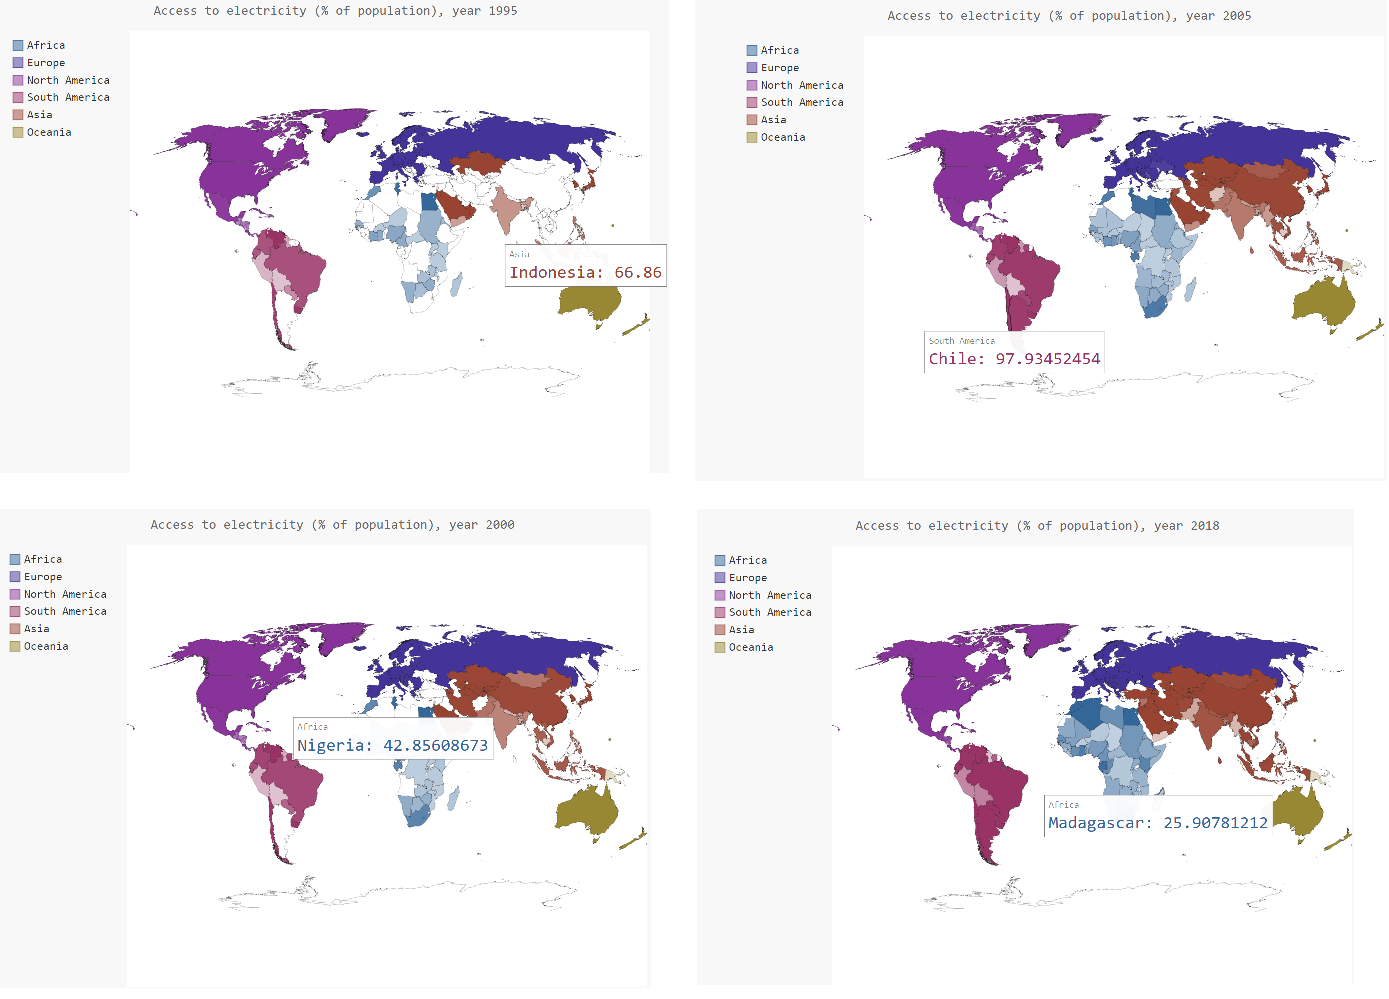 Access to electricity (% of population), year 1995
Africa
Europe
North America
South America
Asia
Oceania
Asia
Indonesia: 66.86
Access to electricity (% of population), year 2005
Africa
Europe
North America
South America
Asia
Oceania
South America
Chile: 97.93452454
Access to electricity (% of population), year 2000
Africa
Europe
North America
South America
Asia
Oceania
Africa
Nigeria: 42.85608673
Access to electricity (% of population), year 2018
Africa
Europe
North America
South America
Asia
Oceania
Africa
Madagascar: 25.90781212